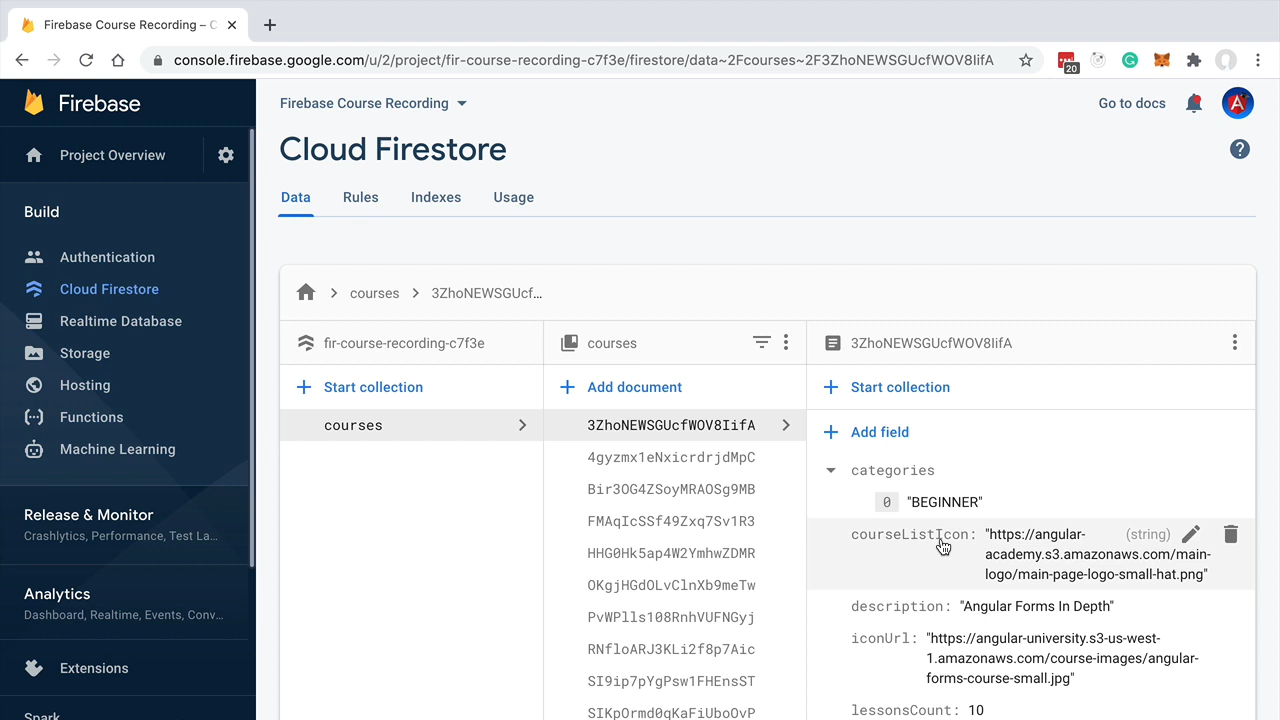 Firebase Course Recording – C
console.firebase.google.com/u/2/project/fir-course-recording-c7f3e/firestore/data~2Fcourses~2F3ZhoNEWSGUcfWOV8IifA
20
Firebase
Firebase Course Recording
Go to docs
Project Overview
Cloud Firestore
Data
Rules
Indexes
Usage
Build
Authentication
Cloud Firestore
Realtime Database
Storage
Hosting
Functions
Machine Learning
Release & Monitor
Crashlytics, Performance, Test La…
Analytics
Dashboard, Realtime, Events, Conv…
Extensions
Spark
courses
3ZhoNEWSGUcf…
fir-course-recording-c7f3e
Start collection
courses
courses
Add document
3ZhoNEWSGUcfWOV8IifA
4gyzmx1eNxicrdrjdMpC
Bir3OG4ZSoyMRAOSg9MB
FMAqIcSSf49Zxq7Sv1R3
HHG0Hk5ap4W2YmhwZDMR
OKgjHGdOLvClnXb9meTw
PvWPlls108RnhVUFNGyj
RNfloARJ3KLi2f8p7Aic
SI9ip7pYgPsw1FHEnsST
SIKpOrmd0qKaFiUboOvP
3ZhoNEWSGUcfWOV8IifA
Start collection
Add field
categories
0 "BEGINNER"
courseListIcon: "https://angular- (string)
academy.s3.amazonaws.com/main-
logo/main-page-logo-small-hat.png"
description: "Angular Forms In Depth"
iconUrl: "https://angular-university.s3-us-west-
1.amazonaws.com/course-images/angular-
forms-course-small.jpg"
lessonsCount: 10